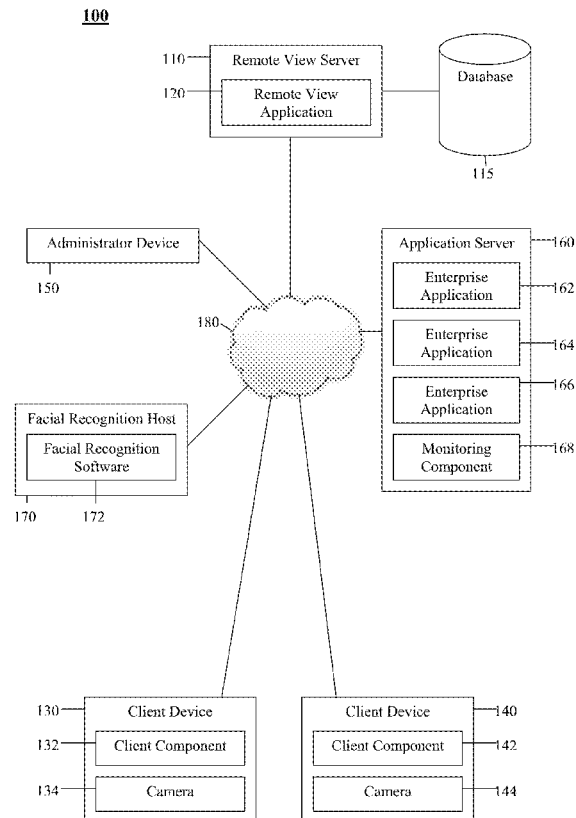 100
110
Remote View Server
120
Remote View
Application
Database
115
Administrator Device
150
180
Application Server
160
Enterprise
Application
162
Enterprise
Application
164
166
Enterprise
Application
Monitoring
Component
168
Facial Recognition Host
Facial Recognition
Software
170
172
130
Client Device
132
Client Component
134
Camera
Client Device
140
Client Component
142
Camera
144